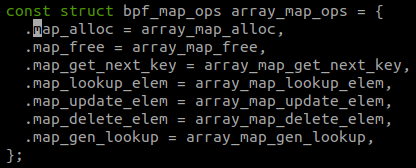 const struct bpf_map_ops array_map_ops = {
  .map_alloc = array_map_alloc,
  .map_free = array_map_free,
  .map_get_next_key = array_map_get_next_key,
  .map_lookup_elem = array_map_lookup_elem,
  .map_update_elem = array_map_update_elem,
  .map_delete_elem = array_map_delete_elem,
  .map_gen_lookup = array_map_gen_lookup,
};